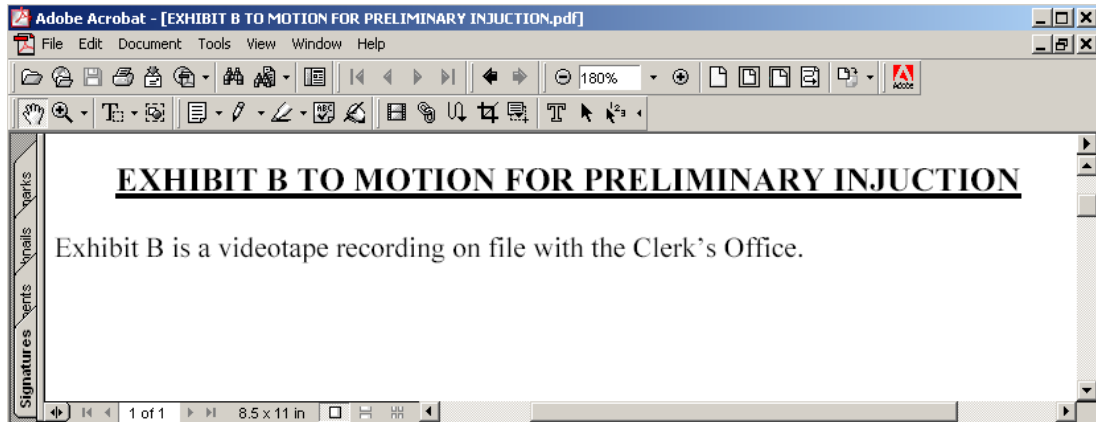 Adobe Acrobat - [EXHIBIT B TO MOTION FOR PRELIMINARY INJUCTION.pdf]
File Edit Document Tools View Window Help
180%
Adobe
EXHIBIT B TO MOTION FOR PRELIMINARY INJUCTION
Exhibit B is a videotape recording on file with the Clerk’s Office.
Signatures
1 of 1 8.5 x 11 in